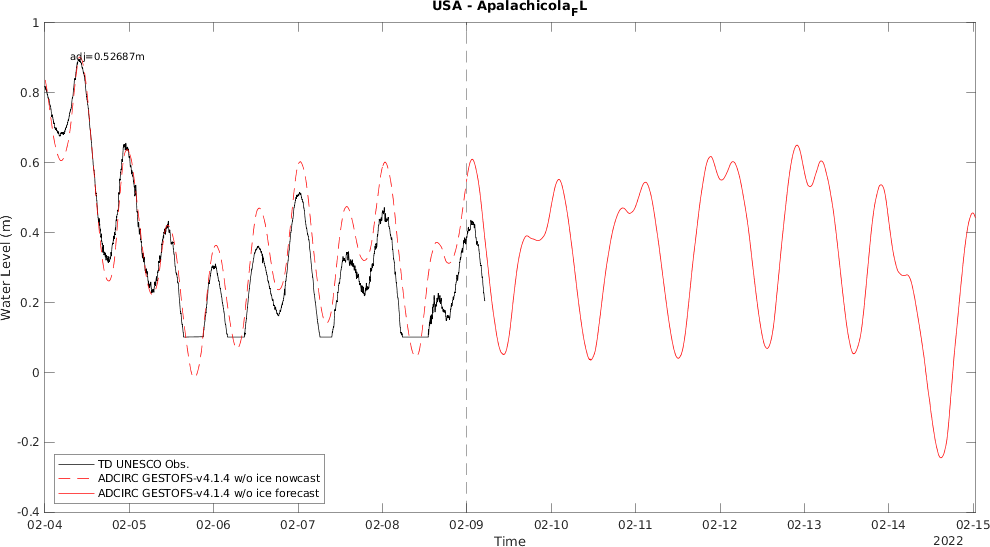 USA - Apalachicola_FL
adj=0.52687m
1
0.8
0.6
0.4
0.2
0
-0.2
-0.4
Water Level (m)
TD UNESCO Obs.
ADCIRC GESTOFS-v4.1.4 w/o ice nowcast
ADCIRC GESTOFS-v4.1.4 w/o ice forecast
02-04 02-05 02-06 02-07 02-08 02-09 02-10 02-11 02-12 02-13 02-14 02-15
Time
2022